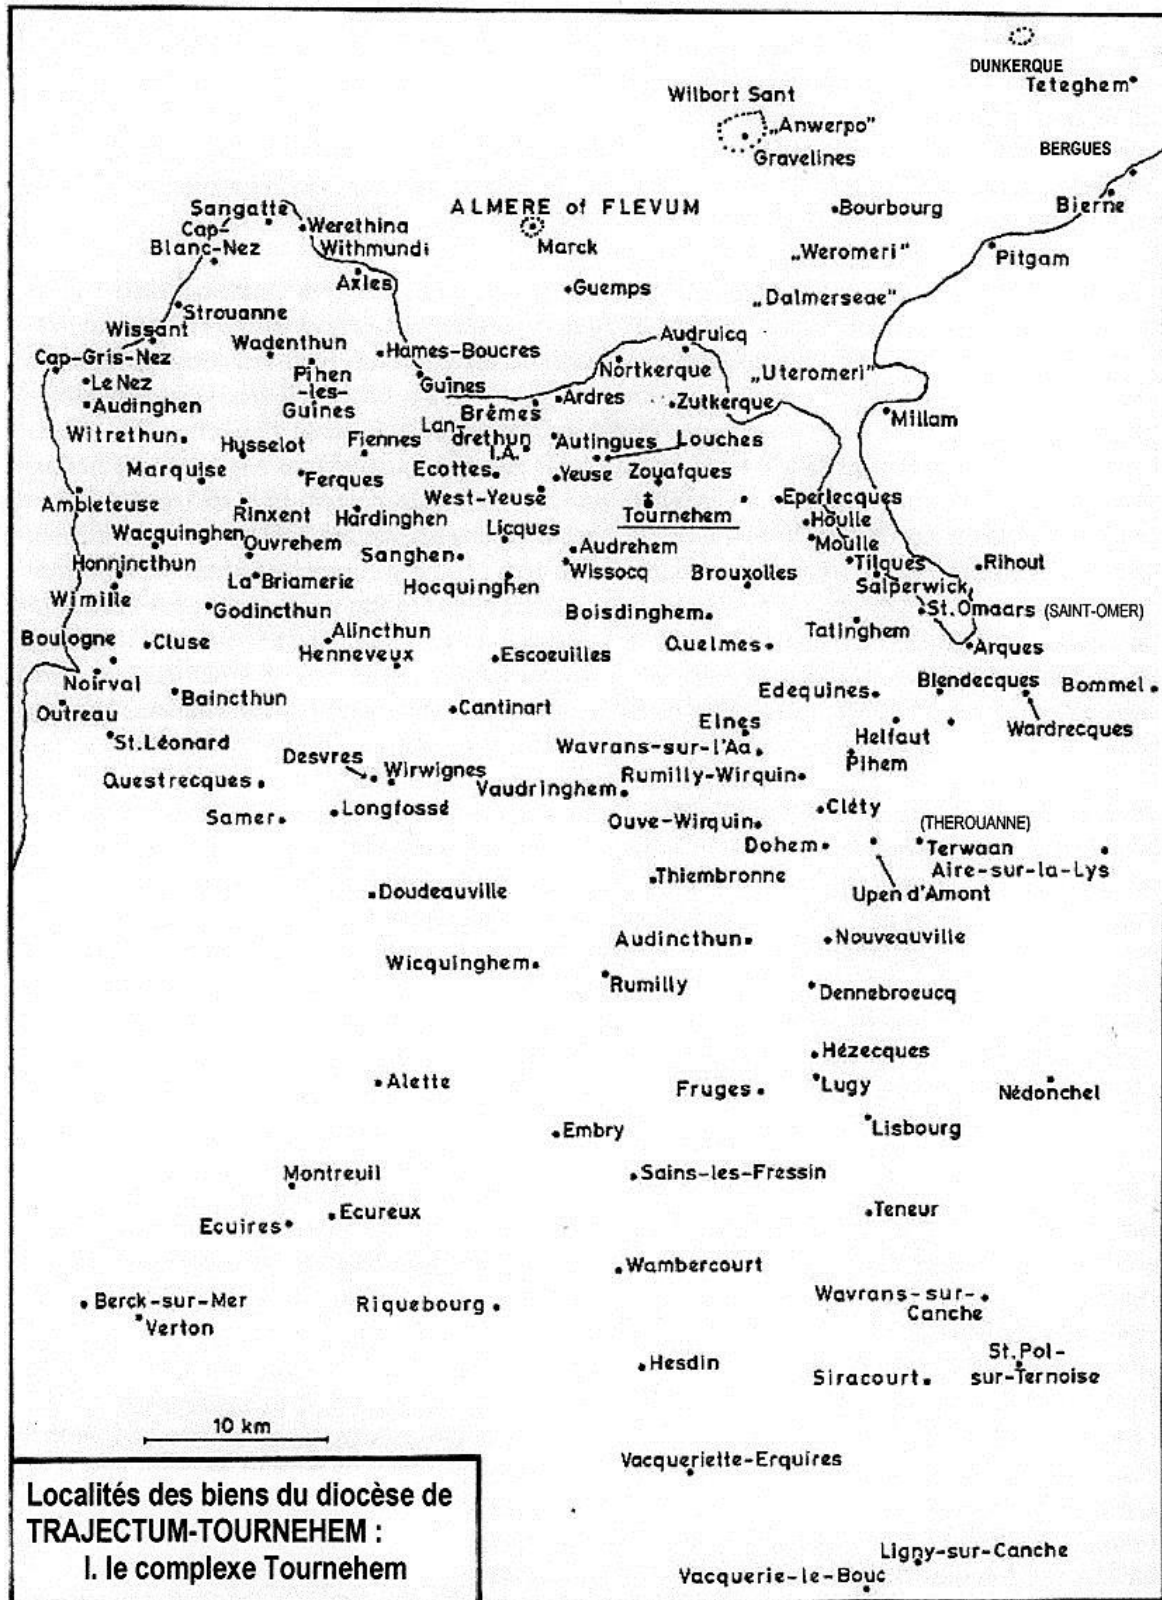 DUNKERQUE
Teteghem
Wilbort Sant
„Anwerpo”
Gravelines
BERGUES
Bierne
Sangatte
Werethina
ALMERE of FLEVUM
Bourbourg
Cap-
Blanc-Nez
Withmundi
Marck
„Weromeri”
Pitgam
Axles
Guemps
„Dalmerseae”
Strouanne
Wissant
Wadenthun
Hames-Boucres
Audruicq
Cap-Gris-Nez
Nortkerque
Le Nez
Pihen
-les-
Guines
Guines
„Uteromeri”
Audinghen
Brêmes
Ardres
Zutkerque
Millam
Witrethun
Hysselot
Fiennes
Lan-
drethun
l.A.
Autingues
Louches
Marquise
Ferques
Ecottes
Yeuse
Zouafques
Ambleteuse
Rinxent
Hardinghen
West-Yeuse
Tournehem
Eperlecques
Houlle
Wacquinghen
Ouvrehem
Licques
Moulle
Honnincthun
Sanghen
Audrehem
Tilques
Rihout
La Briamerie
Hocquinghen
Wissocq
Brouxolles
Salperwick
Wimille
Godincthun
Boisdinghem
St.Omaars (SAINT-OMER)
Boulogne
Cluse
Alincthun
Tatinghem
Henneveux
Escoeuilles
Quelmes
Arques
Noirval
Baincthun
Edequines
Blendecques
Bommel
Outreau
Cantinart
Elnes
Wardrecques
St.Léonard
Desvres
Wavrans-sur-l'Aa
Helfaut
Pihem
Questrecques
Wirwignes
Vaudringhem
Rumilly-Wirquin
Samer
Longfossé
Ouve-Wirquin
Cléty
(THEROUANNE)
Dohem
Terwaan
Aire-sur-la-Lys
Thiembronne
Upen d'Amont
Doudeauville
Audincthun
Nouveauville
Wicquinghem
Rumilly
Dennebroeucq
Hézecques
Alette
Fruges
Lugy
Nédonchel
Embry
Lisbourg
Montreuil
Sains-les-Fressin
Ecuires
Ecureux
Teneur
Wambercourt
Berck-sur-Mer
Riquebourg
Wavrans-sur-
Canche
Verton
Hesdin
Siracourt
St.Pol-
sur-Ternoise
10 km
Vacqueriette-Erquires
Localités des biens du diocèse de
TRAJECTUM-TOURNEHEM :
I. le complexe Tournehem
Ligny-sur-Canche
Vacquerie-le-Bouc